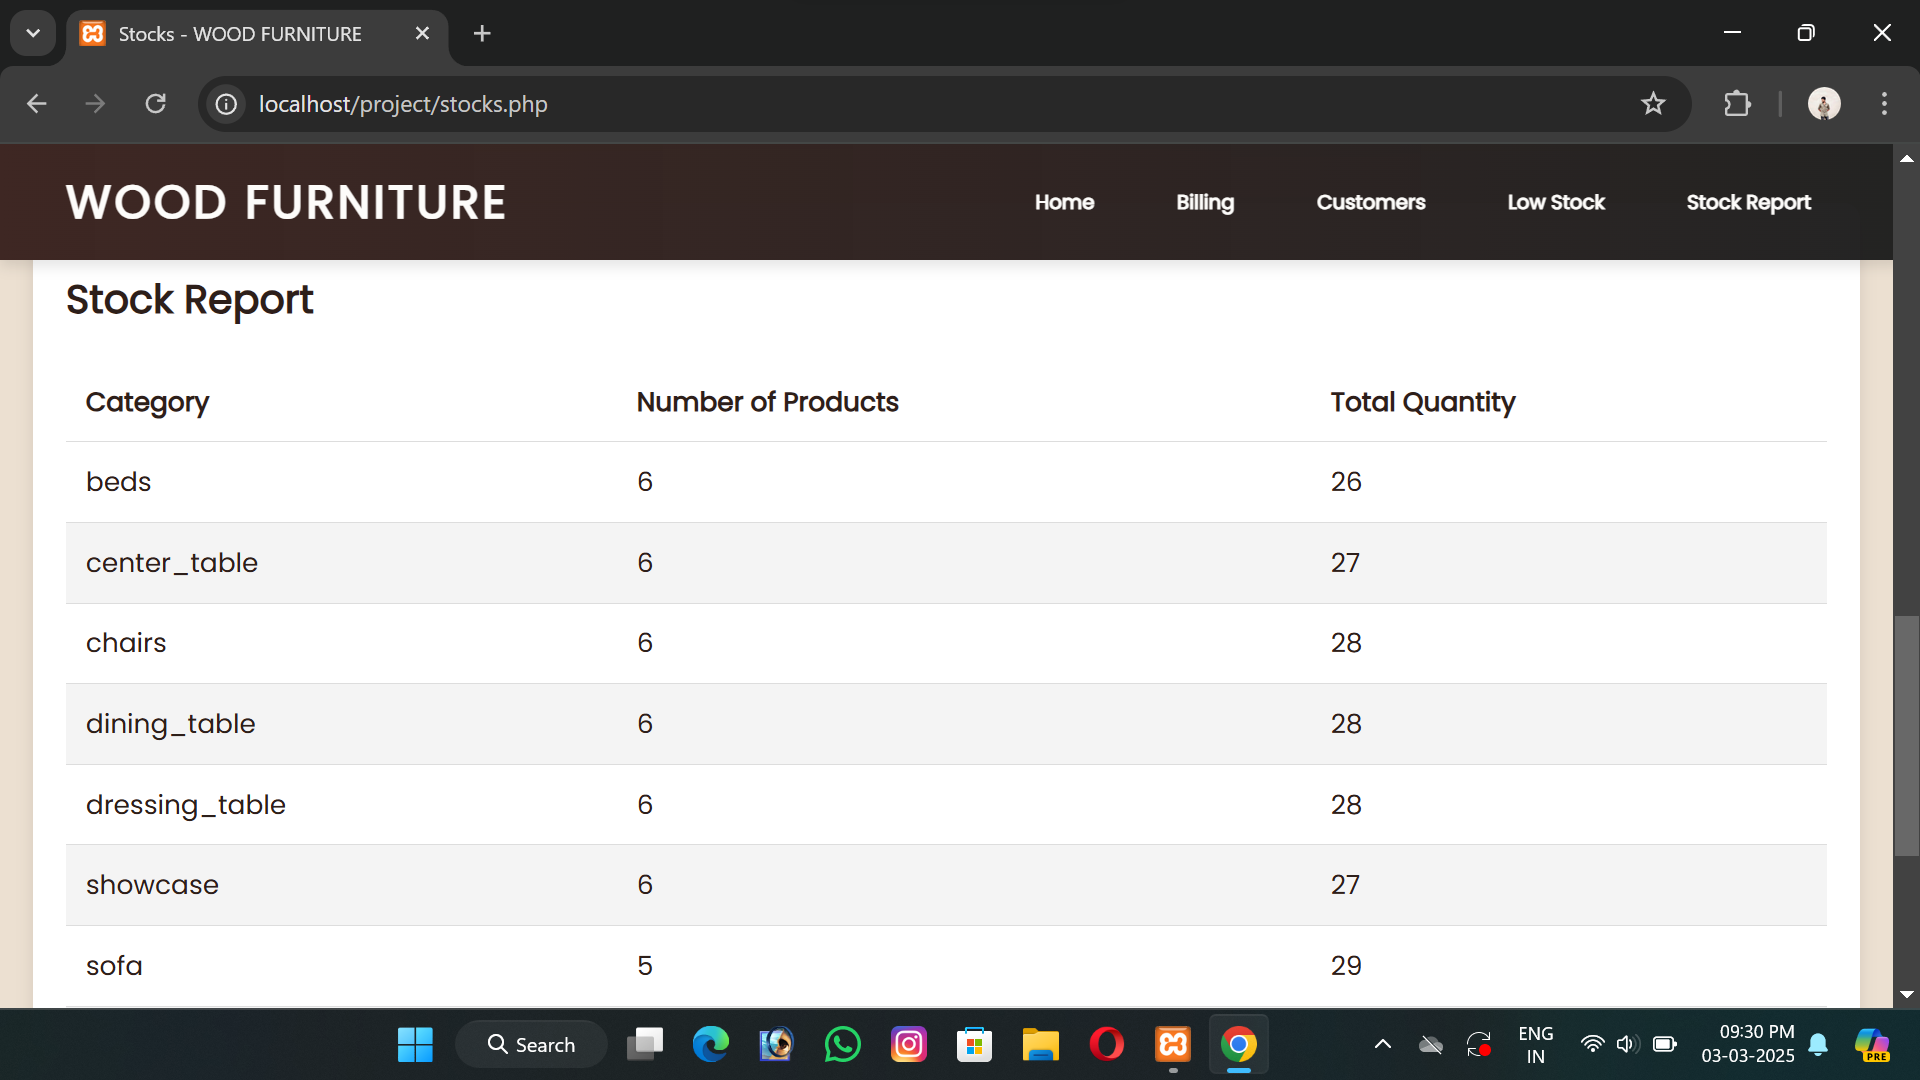 Stocks - WOOD FURNITURE
localhost/project/stocks.php
WOOD FURNITURE
Home Billing Customers Low Stock Stock Report
Stock Report
Category Number of Products Total Quantity
beds 6 26
center_table 6 27
chairs 6 28
dining_table 6 28
dressing_table 6 28
showcase 6 27
sofa 5 29
Search
ENG
IN
09:30 PM
03-03-2025
PRE